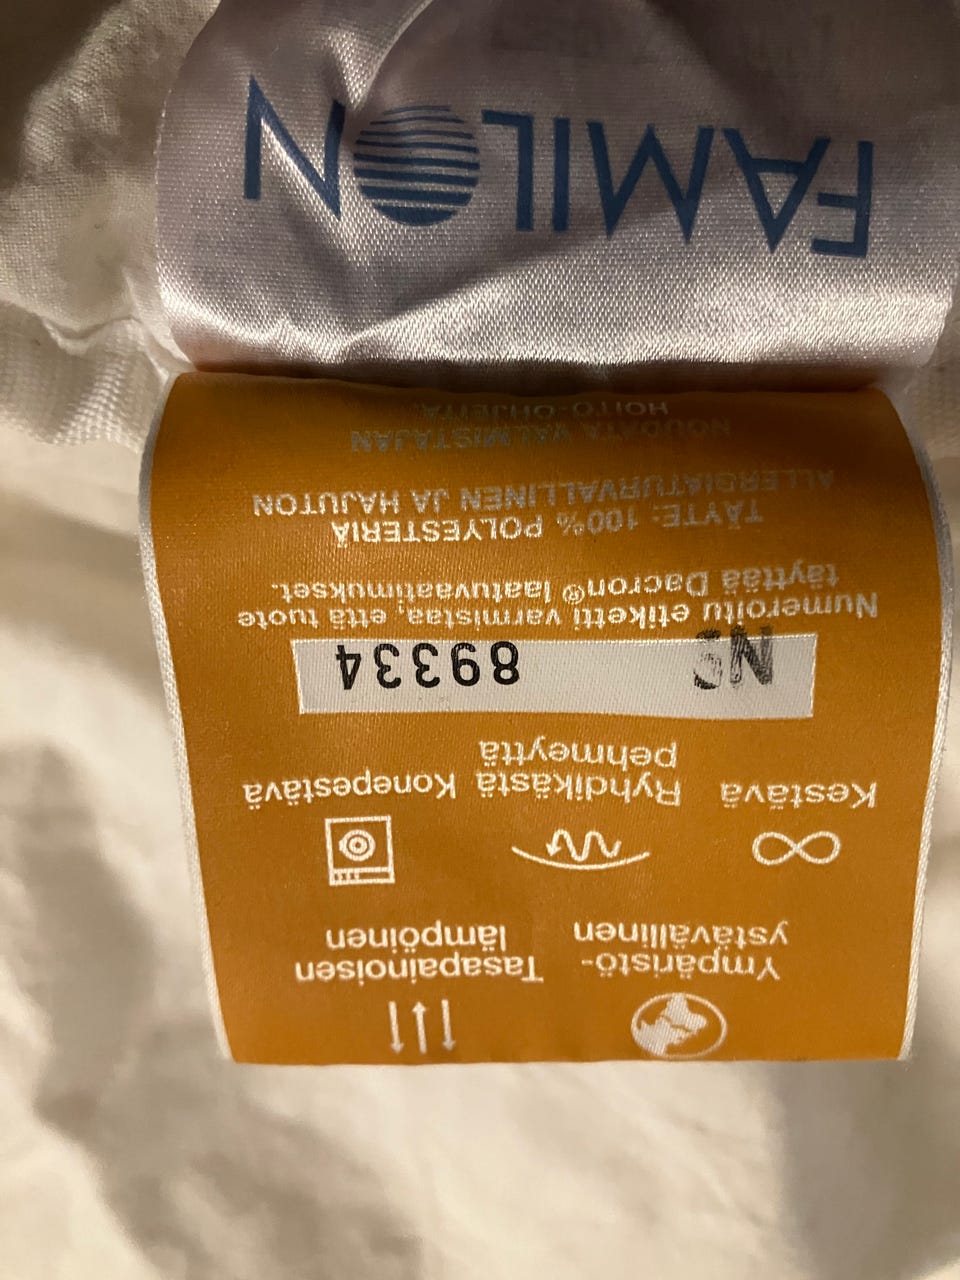 Ympäristö-
ystävällinen
Tasapainoisen
lämpöinen
Kestävä
Ryhdikästä
pehmeyttä
Konepestävä
89334
Numeroitu etiketti varmistaa, että tuote
täyttää Dacron® laatuvaatimukset.
TÄYTE: 100% POLYESTERIÄ
ALLERGIATURVALLINEN JA HAJUTON
NOUDATA VALMISTAJAN
HOITO-OHJEITA.
FAMILON